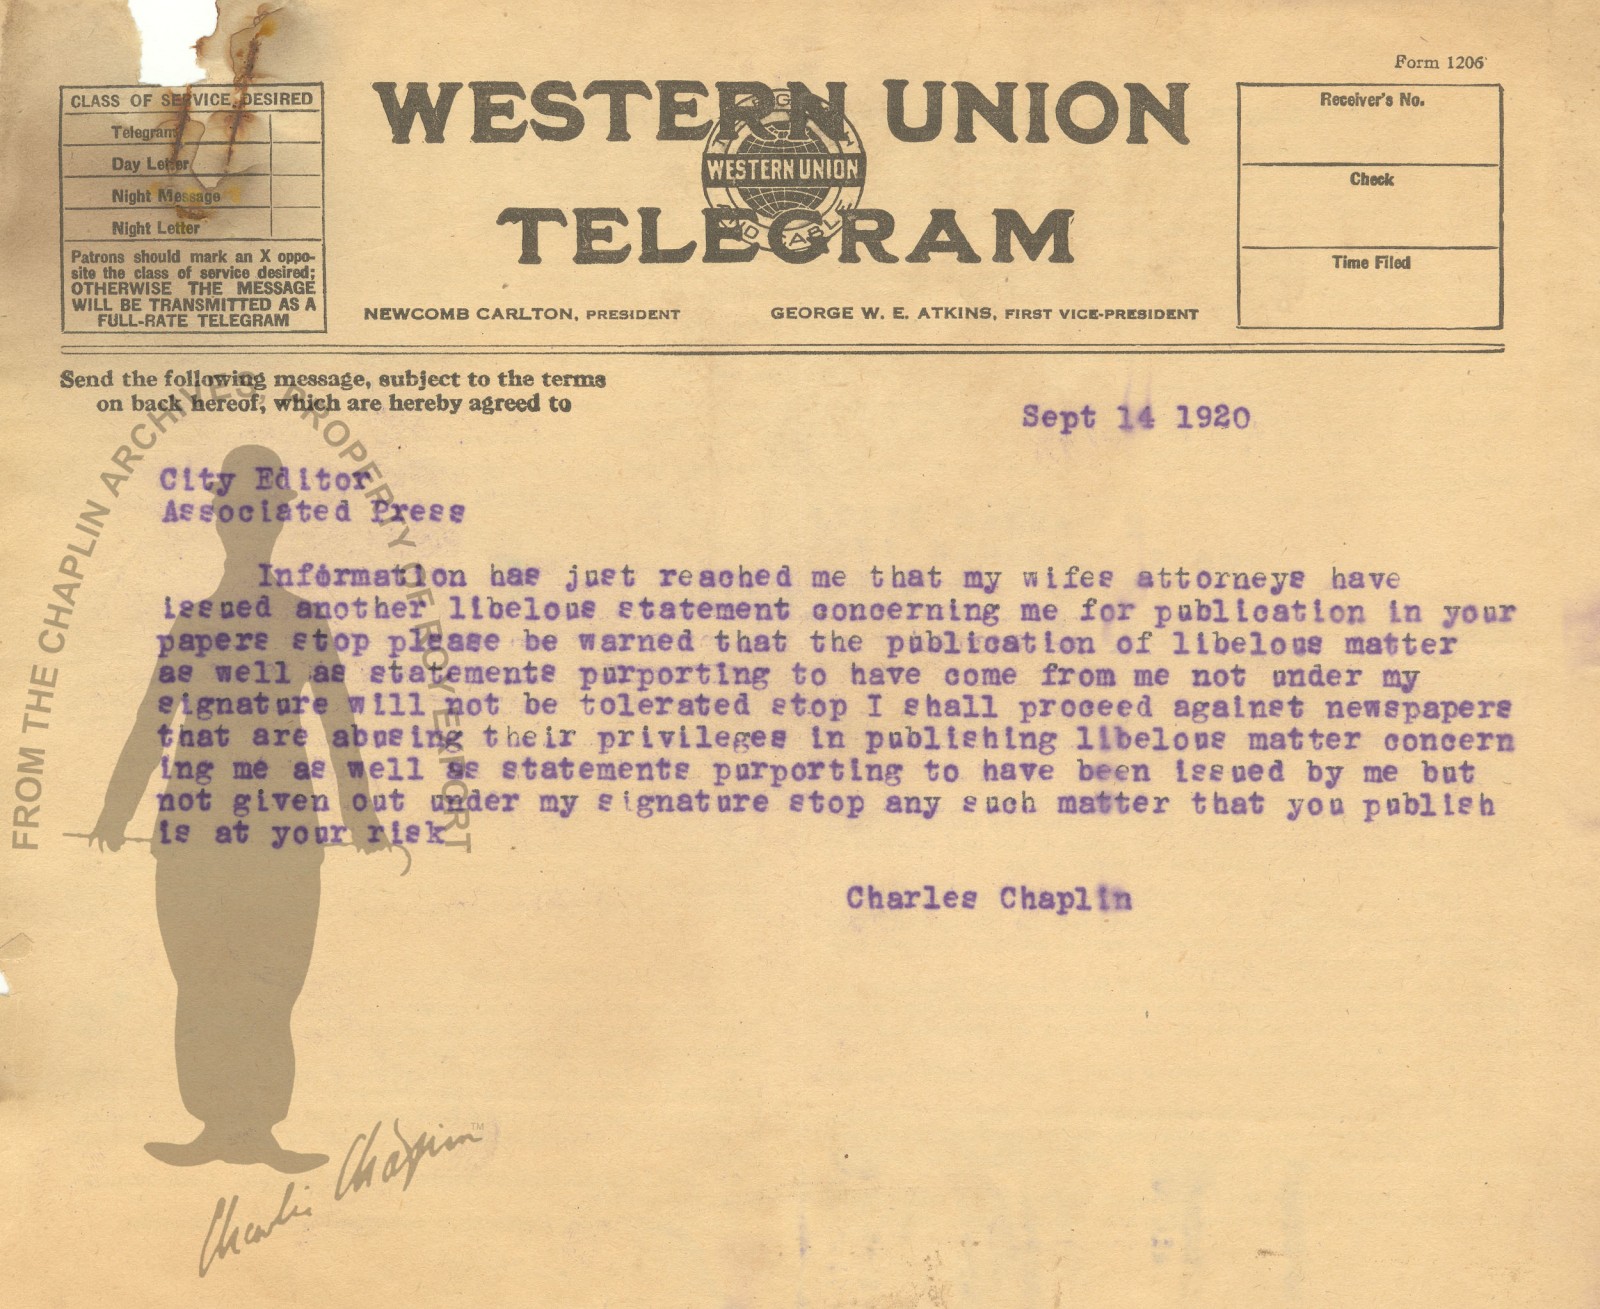 Form 1206
CLASS OF SERVICE DESIRED
Telegram
Day Letter
Night Message
Night Letter
Patrons should mark an X oppo-
site the class of service desired;
OTHERWISE THE MESSAGE
WILL BE TRANSMITTED AS A
FULL-RATE TELEGRAM
WESTERN UNION
WESTERN UNION
TELEGRAM
NEWCOMB CARLTON, PRESIDENT
GEORGE W. E. ATKINS, FIRST VICE-PRESIDENT
Receiver's No.
Check
Time Filed
Send the following message, subject to the terms
on back hereof, which are hereby agreed to
Sept 14 1920
City Editor
Associated Press
Information has just reached me that my wifes attorneys have
issued another libelous statement concerning me for publication in your
papers stop please be warned that the publication of libelous matter
as well as statements purporting to have come from me not under my
signature will not be tolerated stop I shall proceed against newspapers
that are abusing their privileges in publishing libelous matter concern
ing me as well as statements purporting to have been issued by me but
not given out under my signature stop any such matter that you publish
is at your risk
Charles Chaplin
FROM THE CHAPLIN ARCHIVES, PROPERTY OF ROY EXPORT
Charlie Chaplin TM